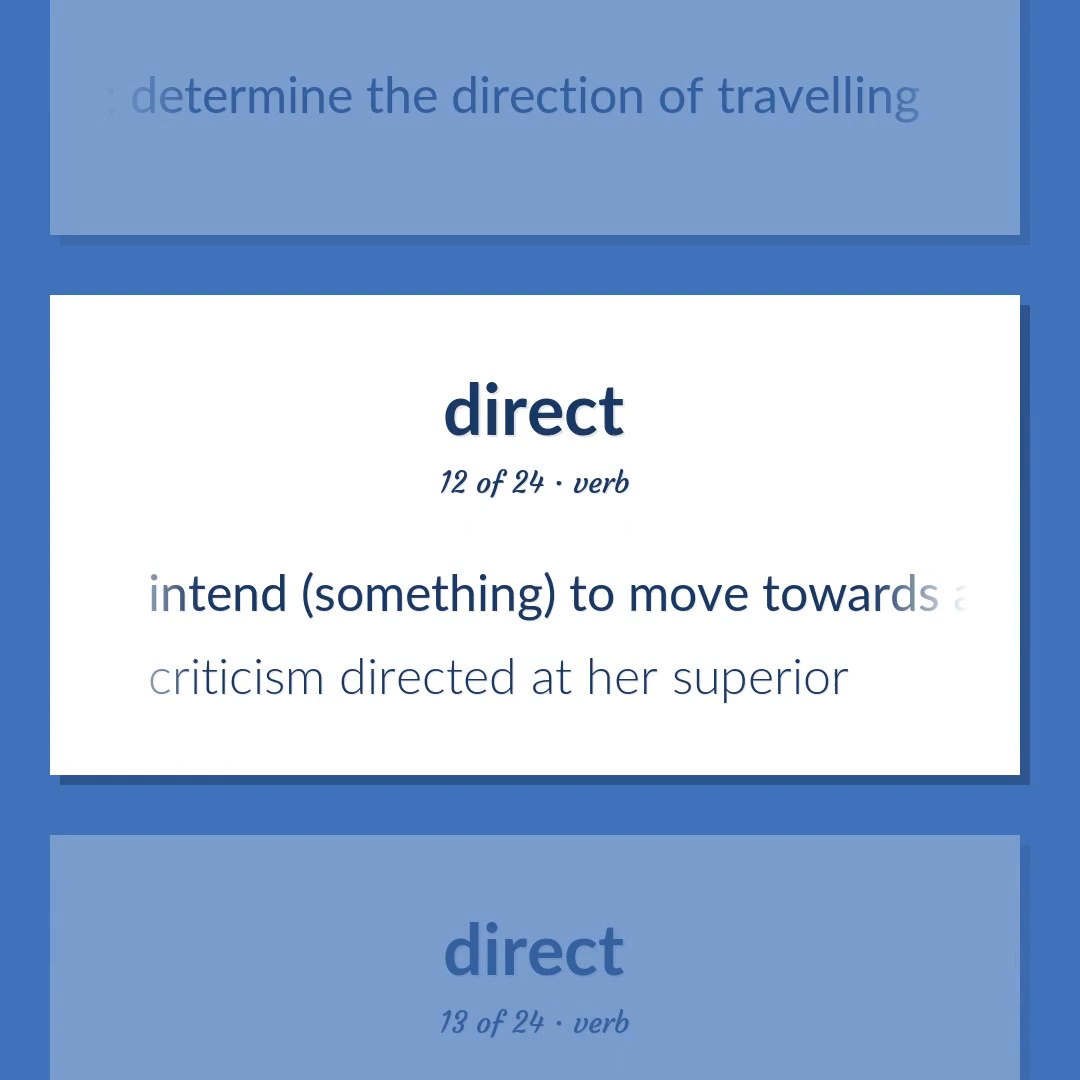 ; determine the direction of travelling
direct
12 of 24 · verb
intend (something) to move towards a
criticism directed at her superior
direct
13 of 24 · verb